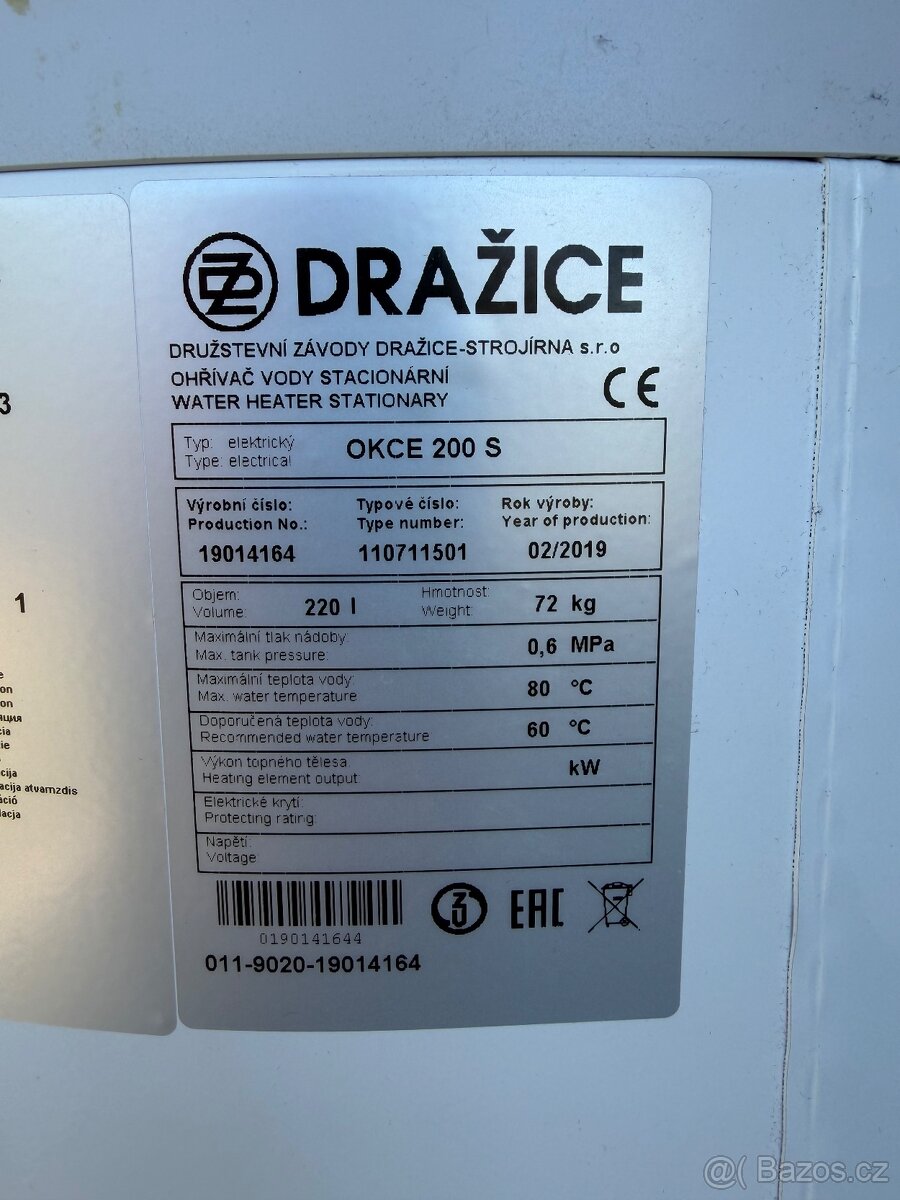 DRAŽICE
DRUŽSTEVNÍ ZÁVODY DRAŽICE-STROJÍRNA s.r.o
OHŘÍVAČ VODY STACIONÁRNÍ
WATER HEATER STATIONARY
CE
Typ: elektrický
Type: electrical
OKCE 200 S
Výrobní číslo:
Production No.:
19014164
Typové číslo:
Type number:
110711501
Rok výroby:
Year of production:
02/2019
Objem:
Volume:
220 l
Hmotnost:
Weight:
72 kg
Maximální tlak nádoby:
Max. tank pressure:
0,6 MPa
Maximální teplota vody:
Max. water temperature
80 °C
Doporučená teplota vody:
Recommended water temperature
60 °C
Výkon topného tělesa
Heating element output:
kW
Elektrické krytí:
Protecting rating:
Napětí:
Voltage
0190141644
EAC
011-9020-19014164
3
1
acija atvamzdis
@( Bazos.cz